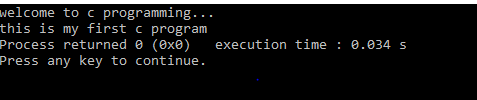 welcome to c programming...
this is my first c program
Process returned 0 (0x0)   execution time : 0.034 s
Press any key to continue.